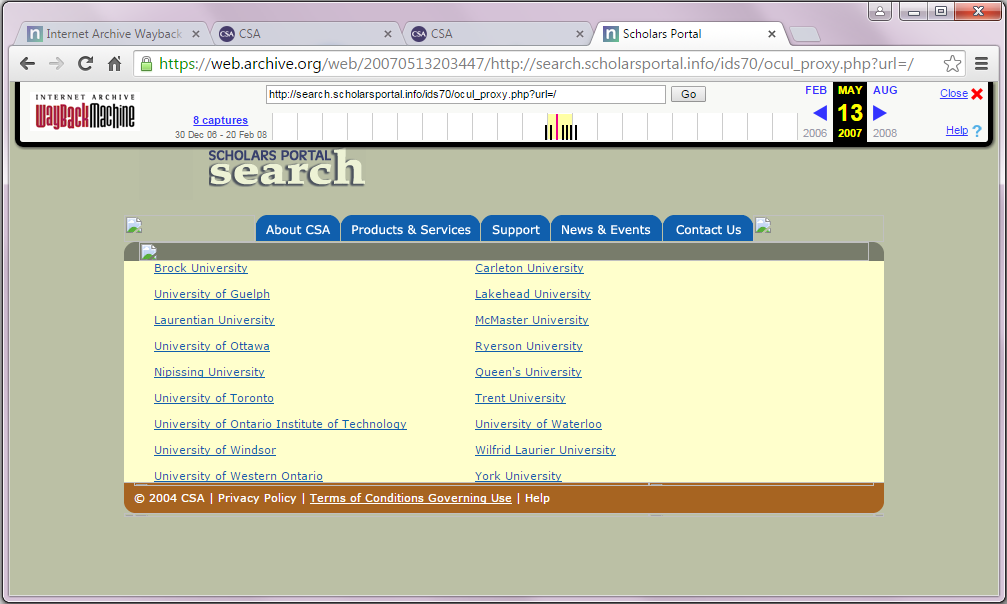 Internet Archive Wayback
CSA
CSA
Scholars Portal
https://web.archive.org/web/20070513203447/http://search.scholarsportal.info/ids70/ocul_proxy.php?url=/
INTERNET ARCHIVE
WayBackMachine
http://search.scholarsportal.info/ids70/ocul_proxy.php?url=/
Go
FEB MAY AUG
Close
8 captures
13
30 Dec 06 - 20 Feb 08
2006 2007 2008
Help ?
SCHOLARS PORTAL
search
About CSA Products & Services Support News & Events Contact Us
Brock University Carleton University
University of Guelph Lakehead University
Laurentian University McMaster University
University of Ottawa Ryerson University
Nipissing University Queen's University
University of Toronto Trent University
University of Ontario Institute of Technology University of Waterloo
University of Windsor Wilfrid Laurier University
University of Western Ontario York University
© 2004 CSA | Privacy Policy | Terms of Conditions Governing Use | Help